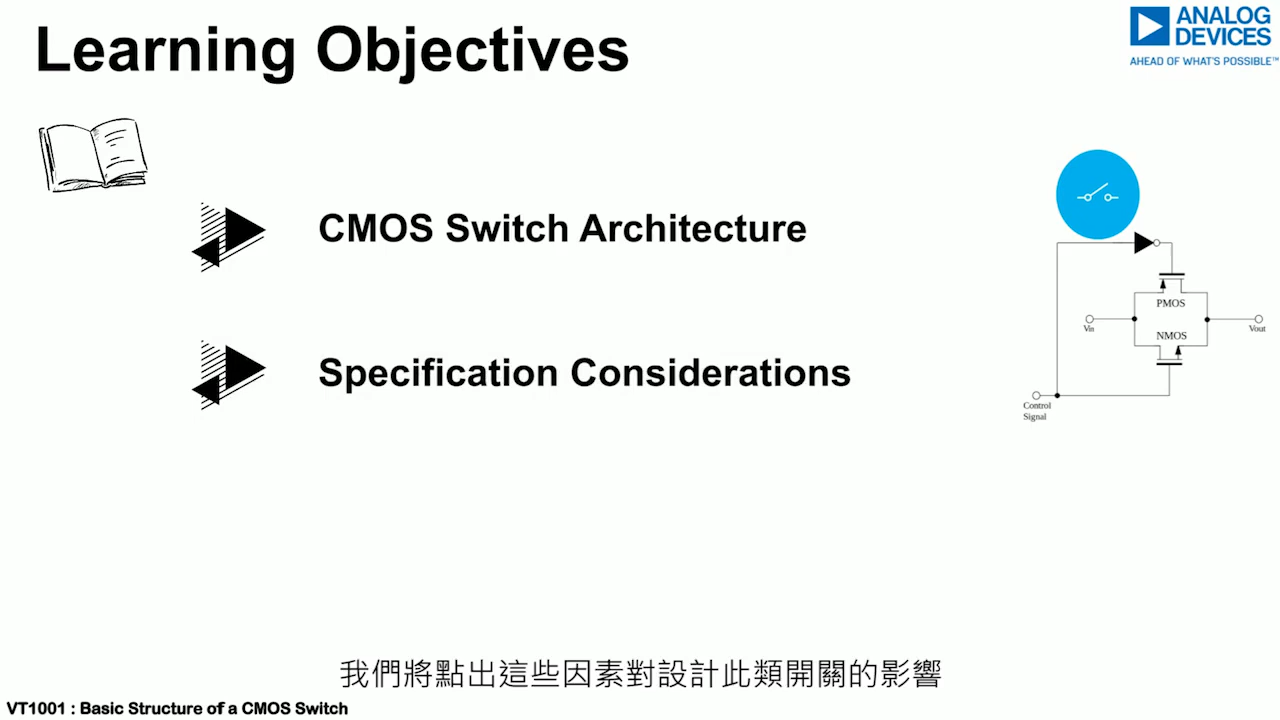 Learning Objectives
ANALOG
DEVICES
AHEAD OF WHAT'S POSSIBLE™
CMOS Switch Architecture
Specification Considerations
PMOS
Vin
Vout
NMOS
Control
Signal
我們將點出這些因素對設計此類開關的影響
VT1001 : Basic Structure of a CMOS Switch